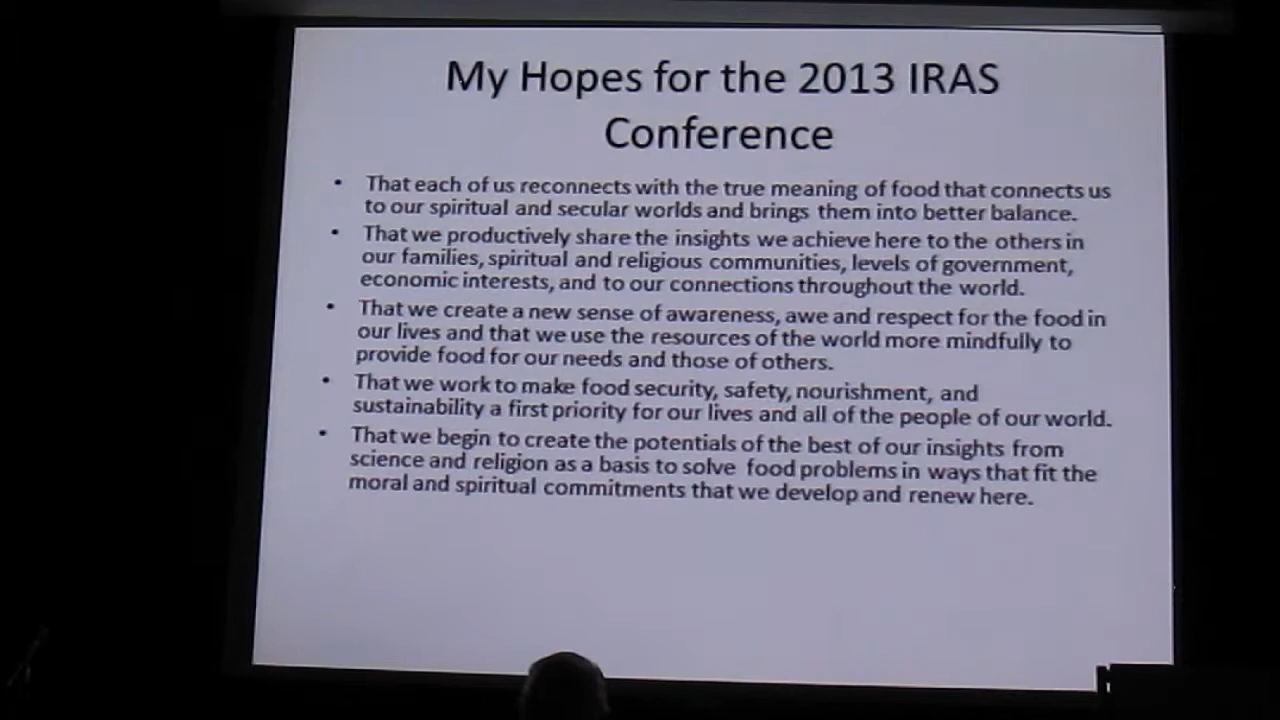 My Hopes for the 2013 IRAS
Conference
• That each of us reconnects with the true meaning of food that connects us
to our spiritual and secular worlds and brings them into better balance.
• That we productively share the insights we achieve here to the others in
our families, spiritual and religious communities, levels of government,
economic interests, and to our connections throughout the world.
• That we create a new sense of awareness, awe and respect for the food in
our lives and that we use the resources of the world more mindfully to
provide food for our needs and those of others.
• That we work to make food security, safety, nourishment, and
sustainability a first priority for our lives and all of the people of our world.
• That we begin to create the potentials of the best of our insights from
science and religion as a basis to solve food problems in ways that fit the
moral and spiritual commitments that we develop and renew here.